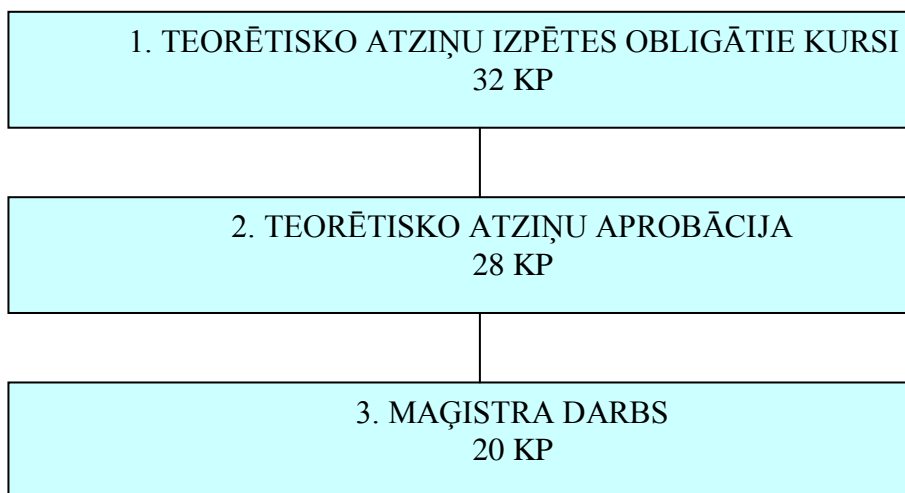 1. TEORĒTISKO ATZIŅU IZPĒTES OBLIGĀTIE KURSI
32 KP
2. TEORĒTISKO ATZIŅU APROBĀCIJA
28 KP
3. MAĢISTRA DARBS
20 KP